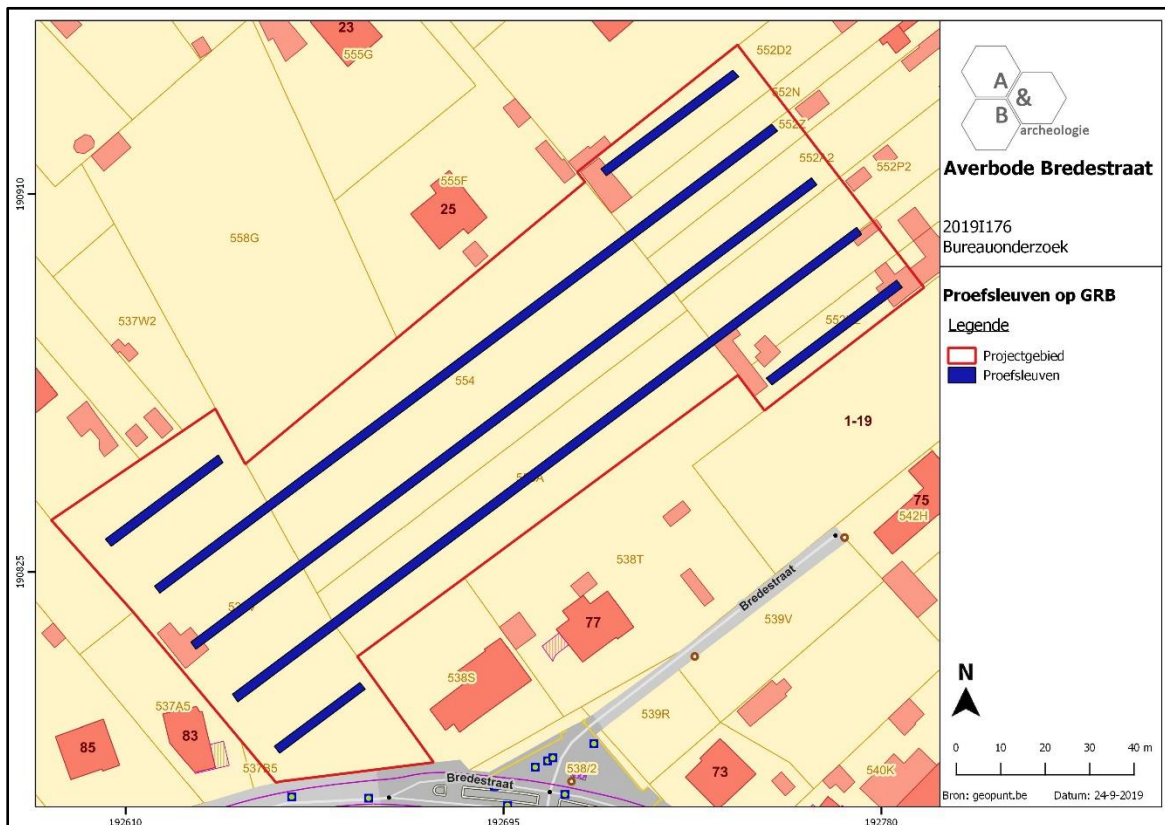 23
555G
552D2
552N
552Z
552A2
552P2
555F
25
558G
537W2
554
1-19
75
542H
538T
Bredestraat
539V
77
538S
539R
537A5
83
85
537B5
Bredestraat
538/2
73
540K
190910
190825
192610
192695
192780
A
&
B
archeologie
Averbode Bredestraat
2019I176
Bureauonderzoek
Proefsleuven op GRB
Legende
Projectgebied
Proefsleuven
N
0 10 20 30 40 m
Bron: geopunt.be Datum: 24-9-2019